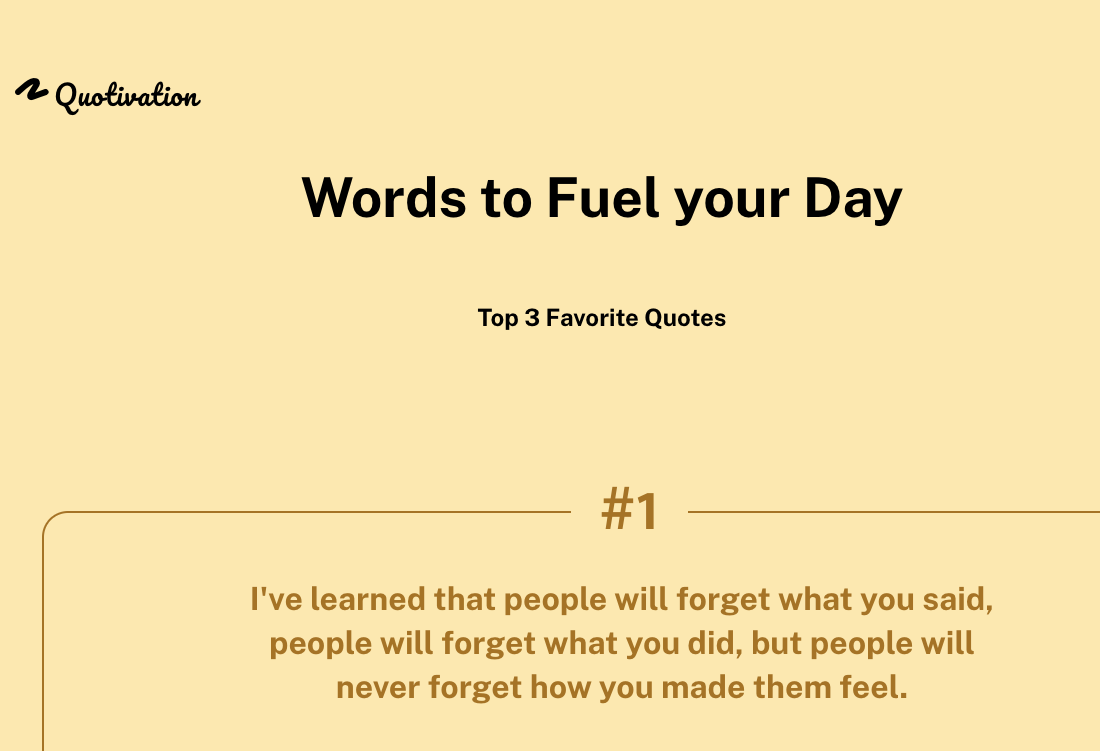 Quotivation
Words to Fuel your Day
Top 3 Favorite Quotes
#1
I've learned that people will forget what you said,
people will forget what you did, but people will
never forget how you made them feel.